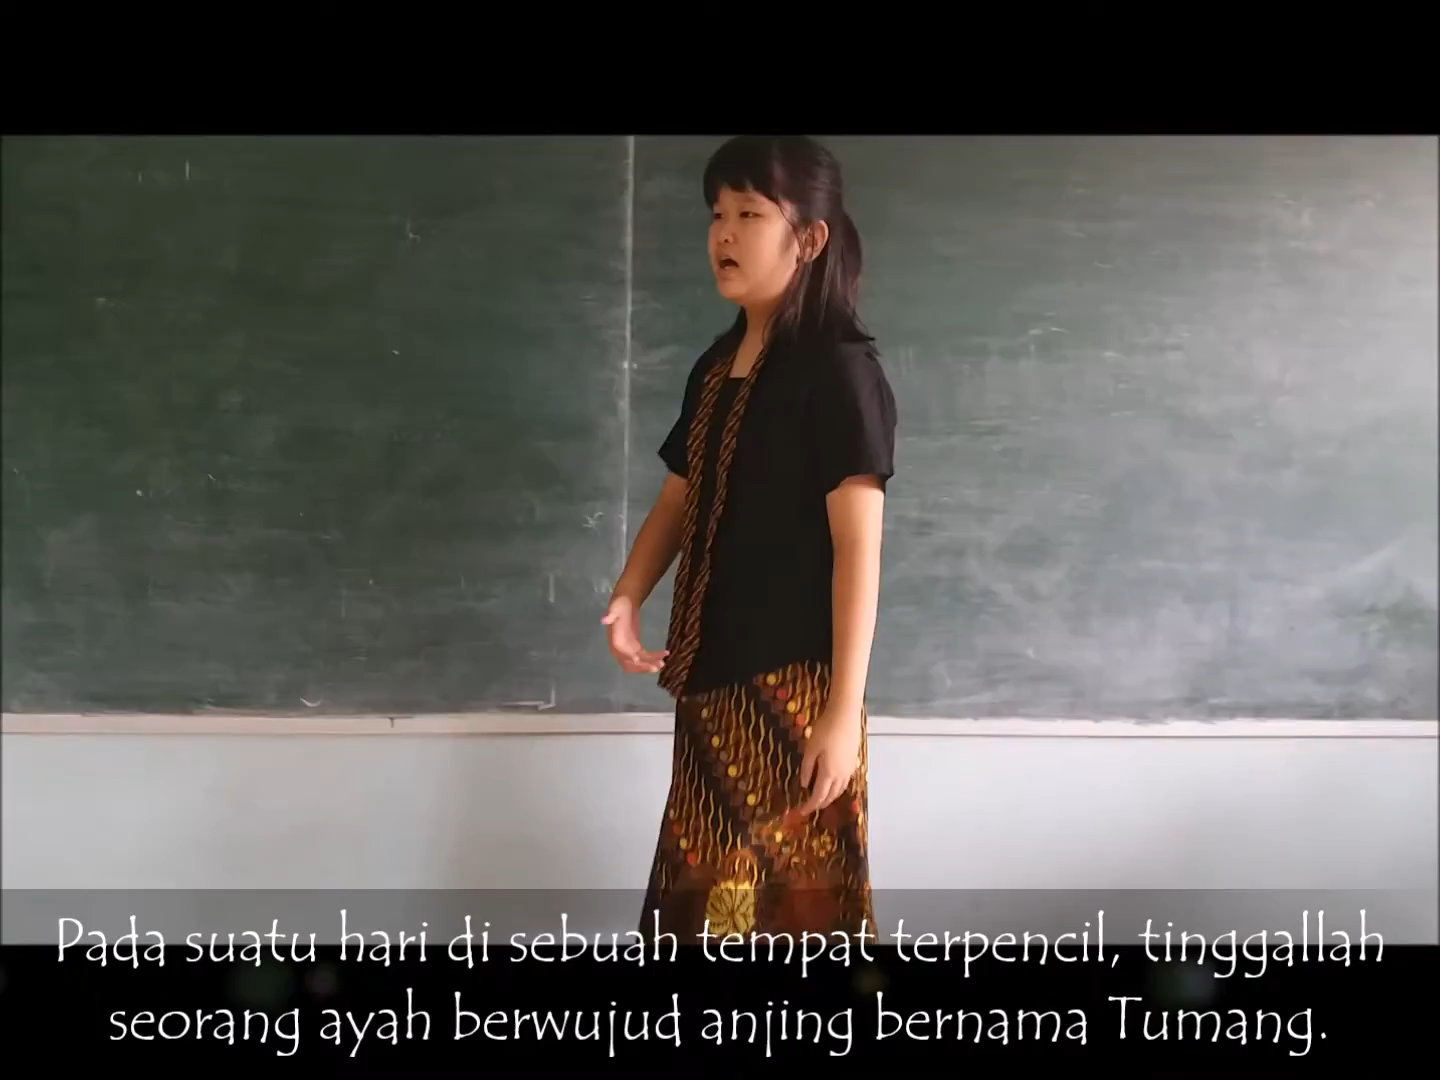 Pada suatu hari di sebuah tempat terpencil, tinggallah
seorang ayah berwujud anjing bernama Tumang.